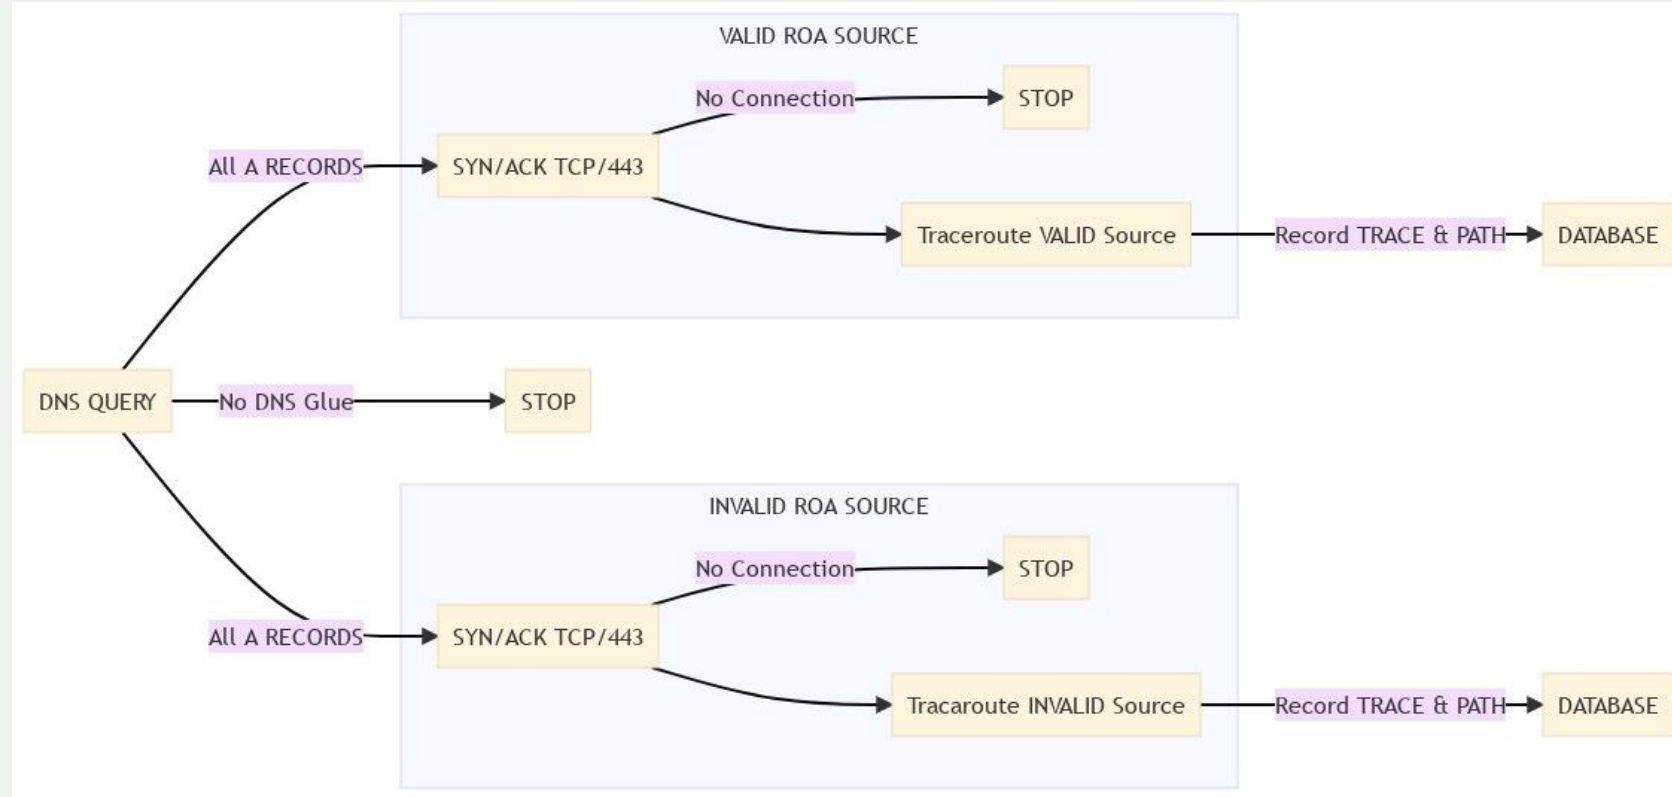 VALID ROA SOURCE
No Connection
STOP
All A RECORDS
SYN/ACK TCP/443
Traceroute VALID Source
Record TRACE & PATH
DATABASE
DNS QUERY
No DNS Glue
STOP
INVALID ROA SOURCE
No Connection
STOP
All A RECORDS
SYN/ACK TCP/443
Tracaroute INVALID Source
Record TRACE & PATH
DATABASE